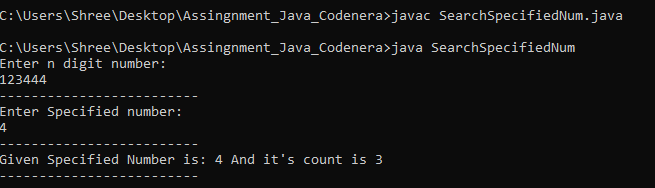 C:\Users\Shree\Desktop\Assingnment_Java_Codenera>javac SearchSpecifiedNum.java
C:\Users\Shree\Desktop\Assingnment_Java_Codenera>java SearchSpecifiedNum
Enter n digit number:
123444
--------------------------
Enter Specified number:
4
--------------------------
Given Specified Number is: 4 And it's count is 3
--------------------------